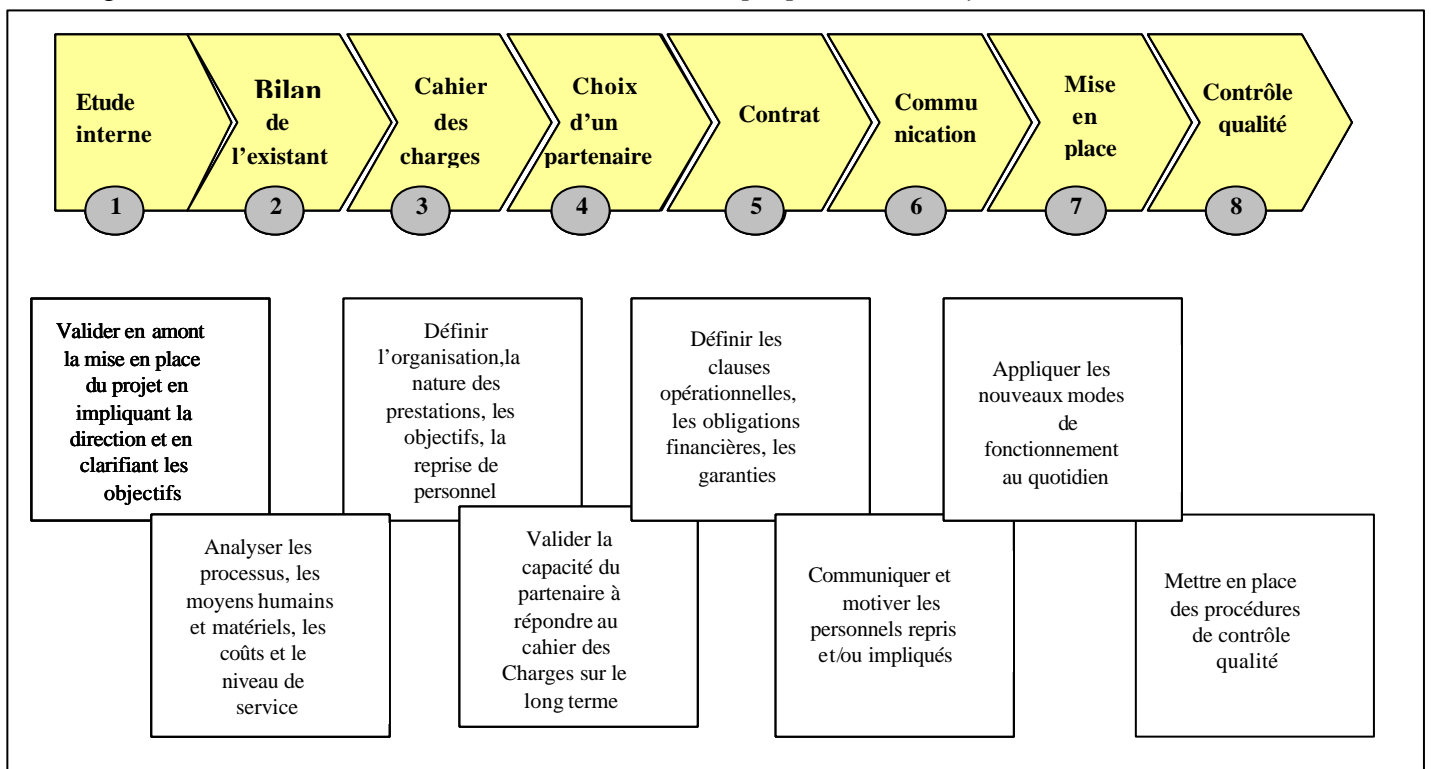 Etude
interne
1
Bilan
de
l'existant
2
Cahier
des
charges
3
Choix
d'un
partenaire
4
Contrat
5
Commu
nication
6
Mise
en
place
7
Contrôle
qualité
8
Valider en amont
la mise en place
du projet en
impliquant la
direction et en
clarifiant les
objectifs
Analyser les
processus, les
moyens humains
et matériels, les
coûts et le
niveau de
service
Définir
l'organisation,la
nature des
prestations, les
objectifs, la
reprise de
personnel
Valider la
capacité du
partenaire à
répondre au
cahier des
Charges sur le
long terme
Définir les
clauses
opérationnelles,
les obligations
financières, les
garanties
Communiquer et
motiver les
personnels repris
et/ou impliqués
Appliquer les
nouveaux modes
de
fonctionnement
au quotidien
Mettre en place
des procédures
de contrôle
qualité